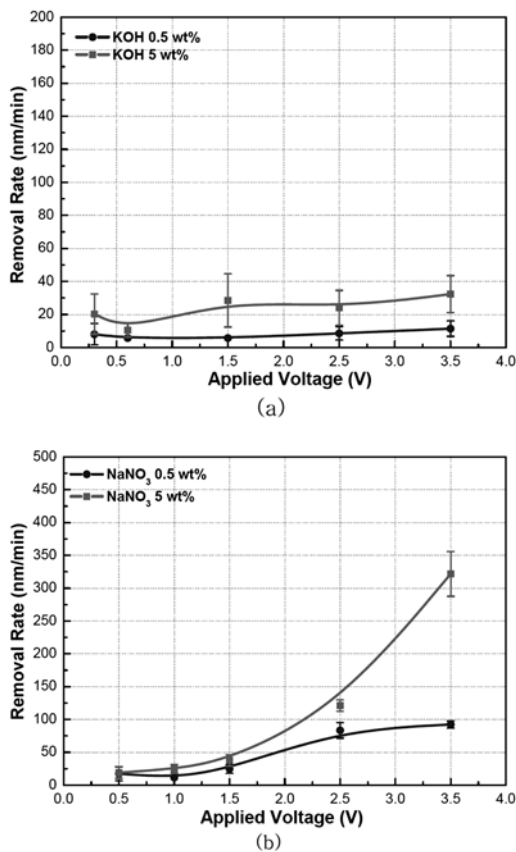 200
180
160
140
120
100
80
60
40
20
0
Removal Rate (nm/min)
KOH 0.5 wt%
KOH 5 wt%
0.0 0.5 1.0 1.5 2.0 2.5 3.0 3.5 4.0
Applied Voltage (V)
(a)
500
450
400
350
300
250
200
150
100
50
0
Removal Rate (nm/min)
NaNO₃ 0.5 wt%
NaNO₃ 5 wt%
0.0 0.5 1.0 1.5 2.0 2.5 3.0 3.5 4.0
Applied Voltage (V)
(b)